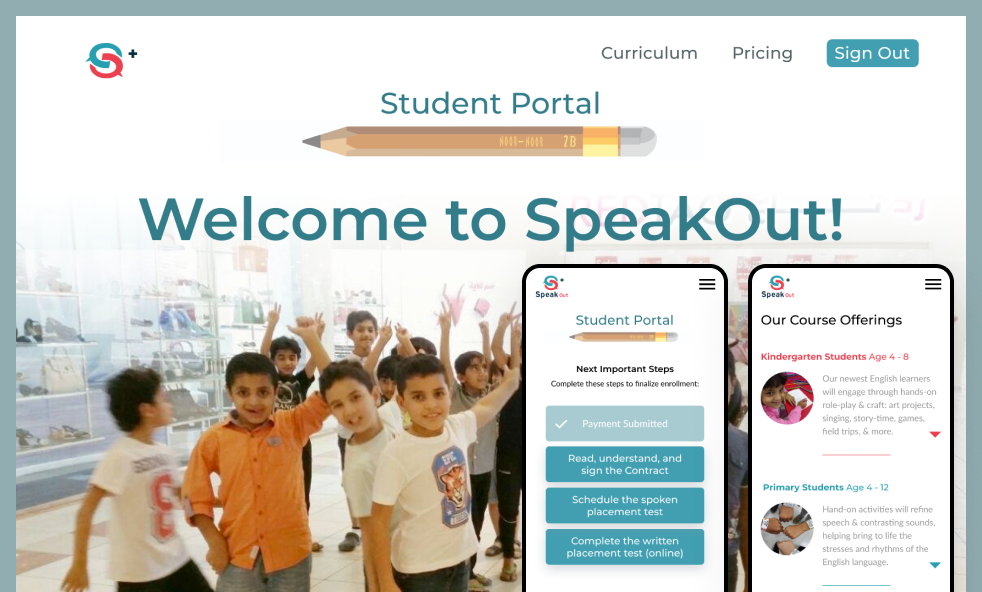 Curriculum
Pricing
Sign Out
Student Portal
MOOR-MOOR 2B
Welcome to SpeakOut!
Speak Out
Student Portal
Next Important Steps
Complete these steps to finalize enrollment:
Payment Submitted
Read, understand, and
sign the Contract
Schedule the spoken
placement test
Complete the written
placement test (online)
Speak Out
Our Course Offerings
Kindergarten Students Age 4 - 8
Our newest English learners
will engage through hands-on
role-play & craft: art projects,
singing, story-time, games,
field trips, & more.
Primary Students Age 4 - 12
Hand-on activities will refine
speech & contrasting sounds,
helping bring to life the
stresses and rhythms of the
English language.